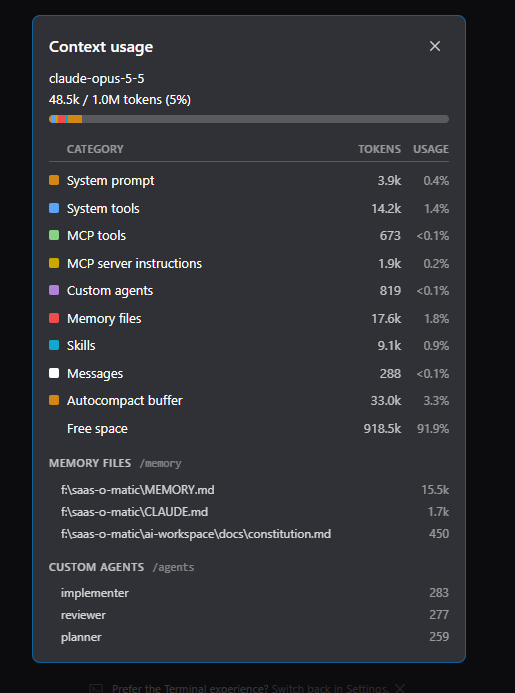 Context usage
claude-opus-5-5
48.5k / 1.0M tokens (5%)
CATEGORY TOKENS USAGE
System prompt 3.9k 0.4%
System tools 14.2k 1.4%
MCP tools 673 <0.1%
MCP server instructions 1.9k 0.2%
Custom agents 819 <0.1%
Memory files 17.6k 1.8%
Skills 9.1k 0.9%
Messages 288 <0.1%
Autocompact buffer 33.0k 3.3%
Free space 918.5k 91.9%
MEMORY FILES /memory
f:\saas-o-matic\MEMORY.md 15.5k
f:\saas-o-matic\CLAUDE.md 1.7k
f:\saas-o-matic\ai-workspace\docs\constitution.md 450
CUSTOM AGENTS /agents
implementer 283
reviewer 277
planner 259
Prefer the Terminal experience? Switch back in Settings.